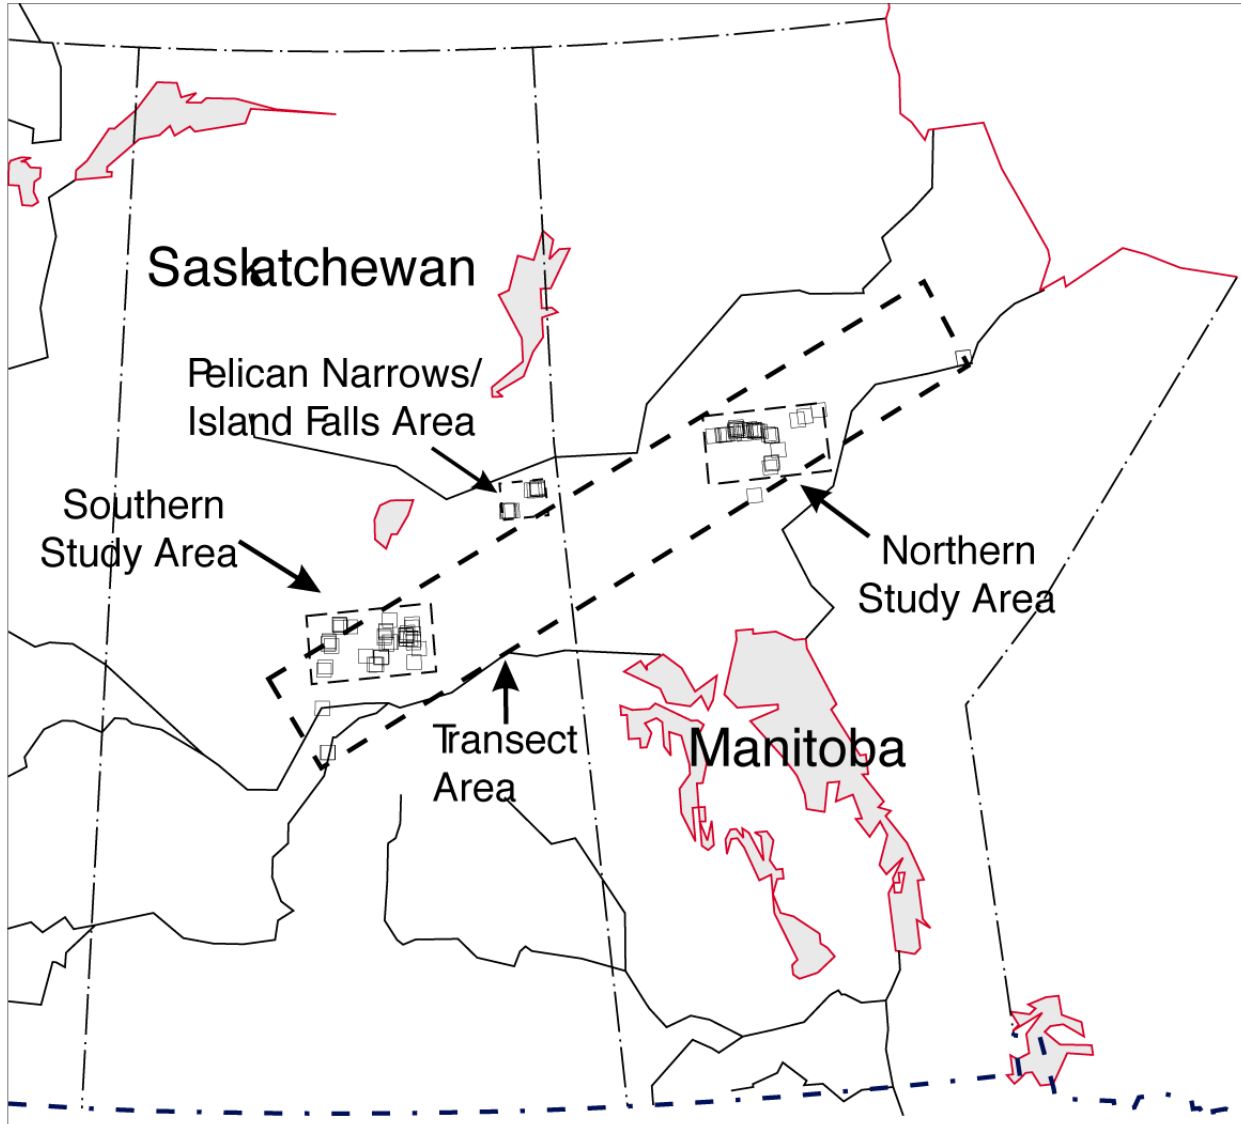 Saskatchewan
Pelican Narrows/
Island Falls Area
Southern
Study Area
Northern
Study Area
Transect
Area
Manitoba